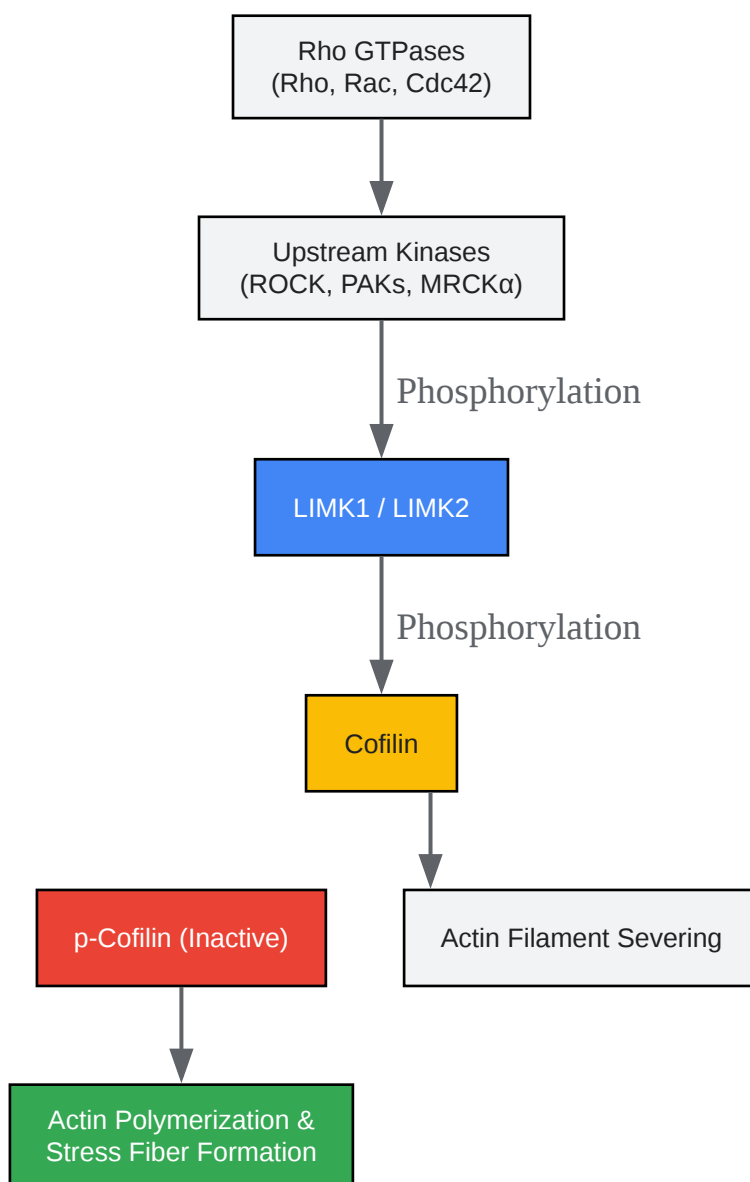 Rho GTPases
(Rho, Rac, Cdc42)
Upstream Kinases
(ROCK, PAKs, MRCKα)
Phosphorylation
LIMK1 / LIMK2
Phosphorylation
Cofilin
p-Cofilin (Inactive)
Actin Filament Severing
Actin Polymerization &
Stress Fiber Formation